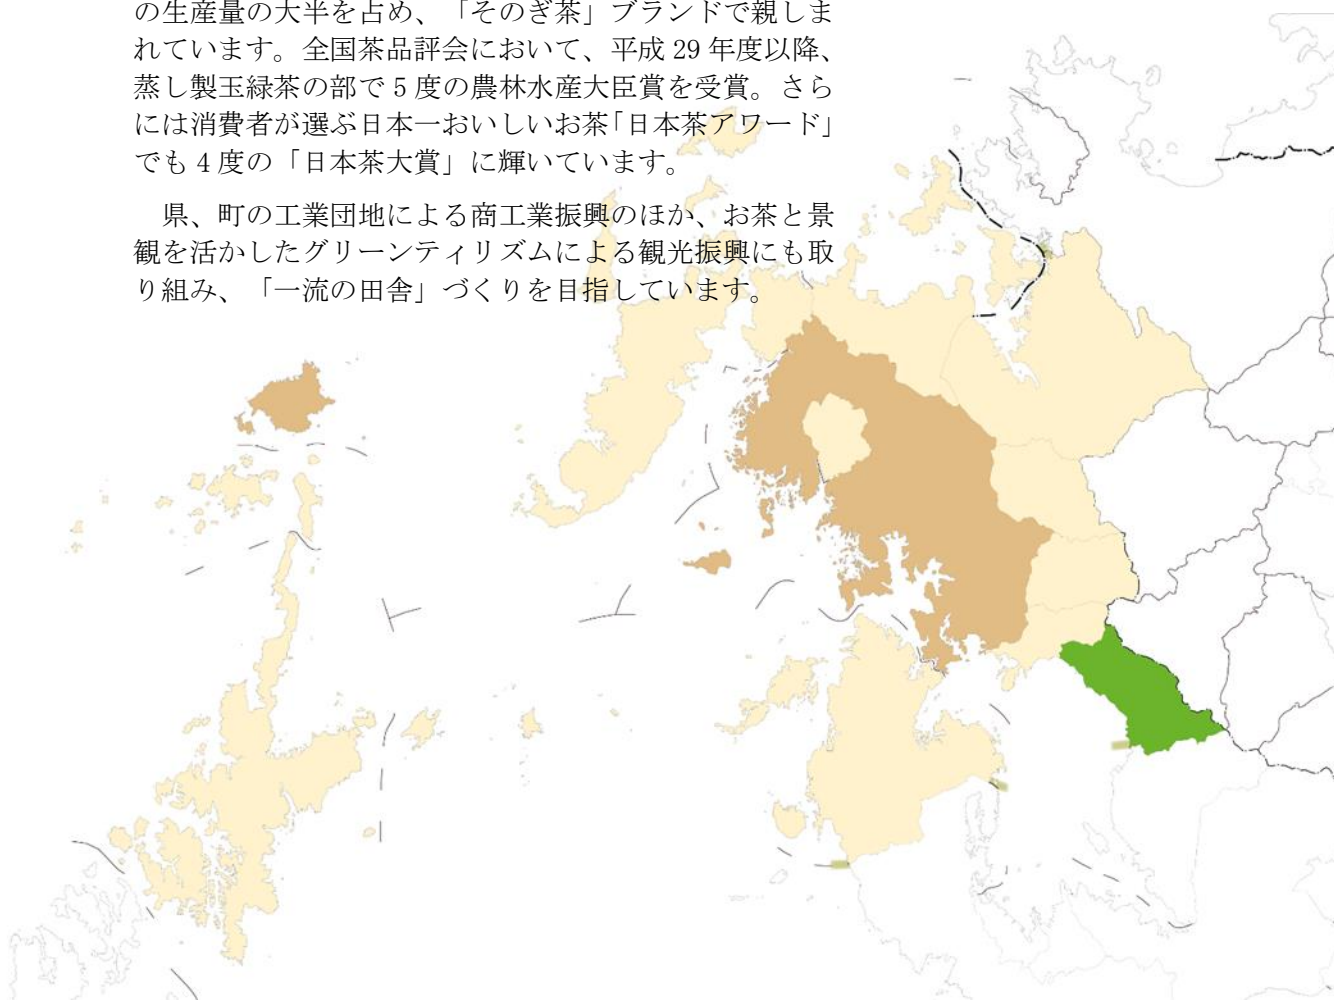 の生産量の大半を占め、「そのぎ茶」ブランドで親しま
れています。全国茶品評会において、平成 29 年度以降、
蒸し製玉緑茶の部で 5 度の農林水産大臣賞を受賞。さら
には消費者が選ぶ日本一おいしいお茶「日本茶アワード」
でも 4 度の「日本茶大賞」に輝いています。
県、町の工業団地による商工業振興のほか、お茶と景
観を活かしたグリーンティリズムによる観光振興にも取
り組み、「一流の田舎」づくりを目指しています。